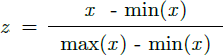 z = x - min(x)
max(x) - min(x)